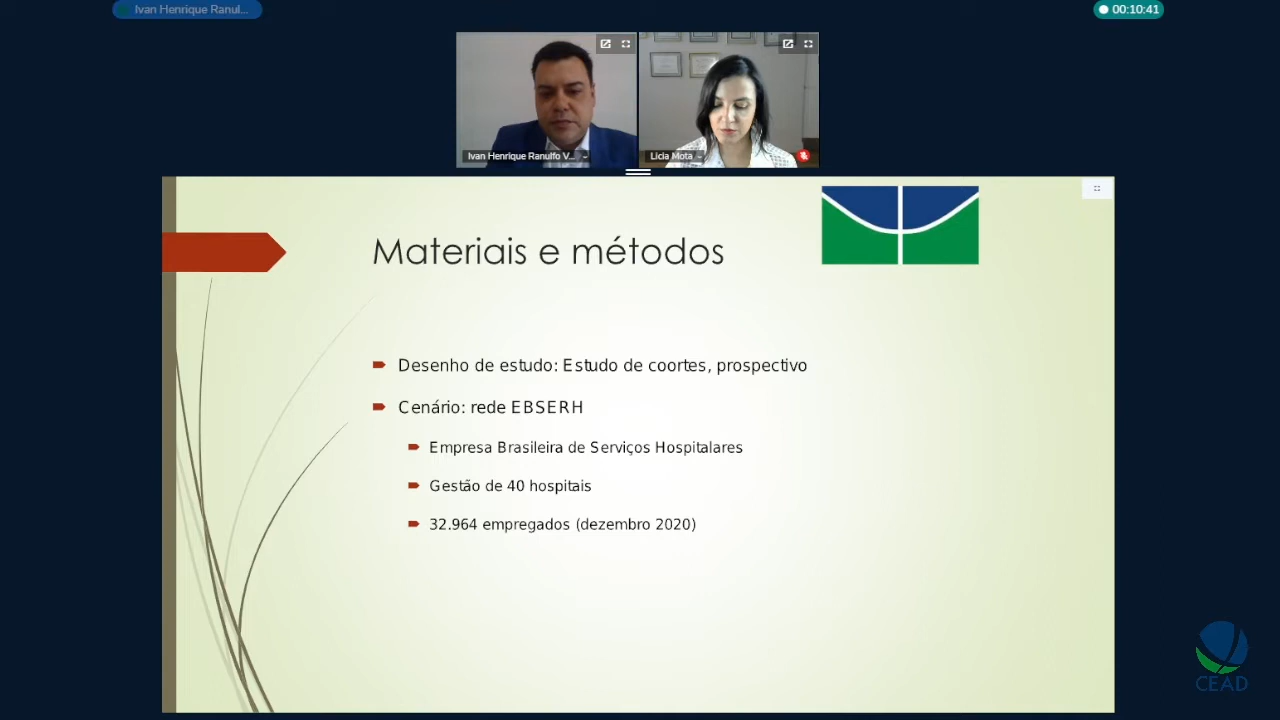 Ivan Henrique Ranul...
00:10:41
Ivan Henrique Ranulfo V...
Licia Mota
Materiais e métodos
Desenho de estudo: Estudo de coortes, prospectivo
Cenário: rede EBSERH
Empresa Brasileira de Serviços Hospitalares
Gestão de 40 hospitais
32.964 empregados (dezembro 2020)
CEAD